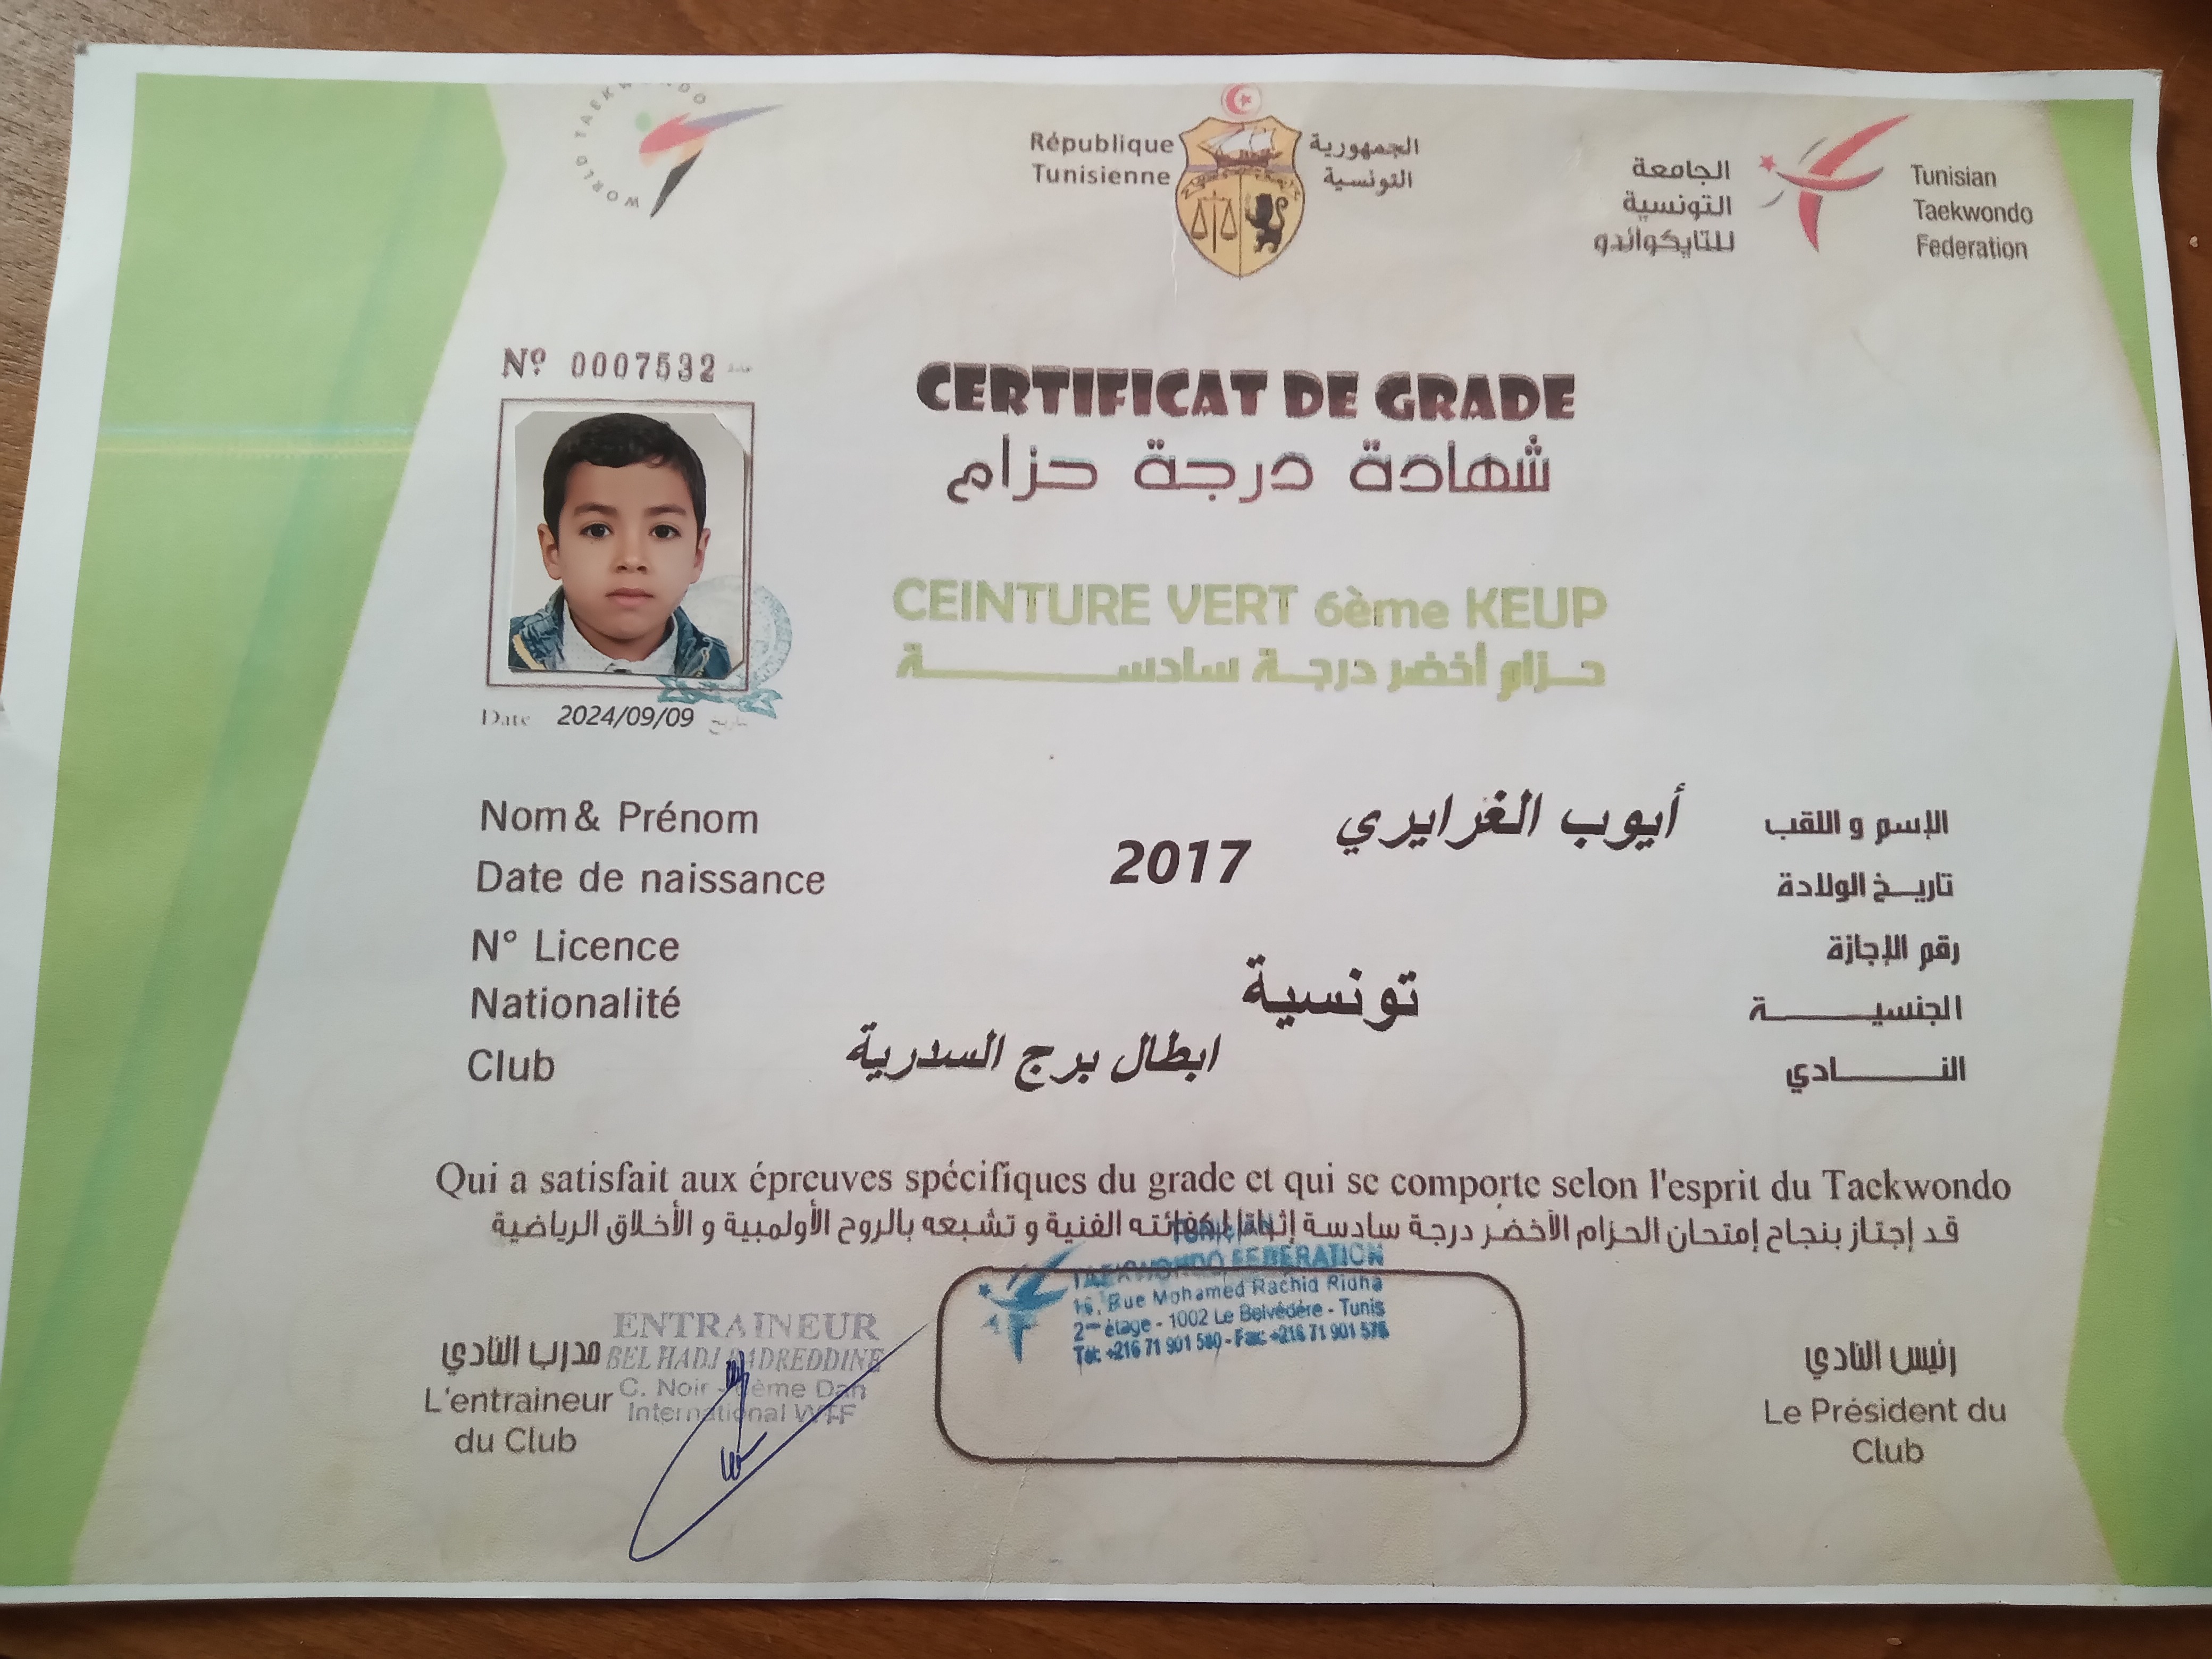 WORLD TAEKWONDO
République
Tunisienne
الجمهورية
التونسية
الجامعة
التونسية
للتايكواندو
Tunisian
Taekwondo
Federation
Nº 0007532
CERTIFICAT DE GRADE
شهادة درجة حزام
CEINTURE VERT 6ème KEUP
حزام أخضر درجة سادسة
Date 2024/09/09 تاريخ
Nom & Prénom أيوب الغرايري الإسم و اللقب
Date de naissance 2017 تاريخ الولادة
N° Licence رقم الإجازة
Nationalité تونسية الجنسية
Club ابطال برج السدرية النادي
Qui a satisfait aux épreuves spécifiques du grade et qui se comporte selon l'esprit du Taekwondo
قد إجتاز بنجاح إمتحان الحزام الأخضر درجة سادسة إثباتا لكفائته الفنية و تشبعه بالروح الأولمبية و الأخلاق الرياضية
TAEKWONDO FEDERATION
16, Rue Mohamed Rachid Ridha
2ème étage - 1002 Le Belvédère - Tunis
Tél: +216 71 901 580 - Fax: +216 71 901 576
مدرب النادي
L'entraineur
du Club
ENTRAINEUR
BELHADJ BADREDDINE
C. Noir ème Dan
International WTF
رئيس النادي
Le Président du
Club